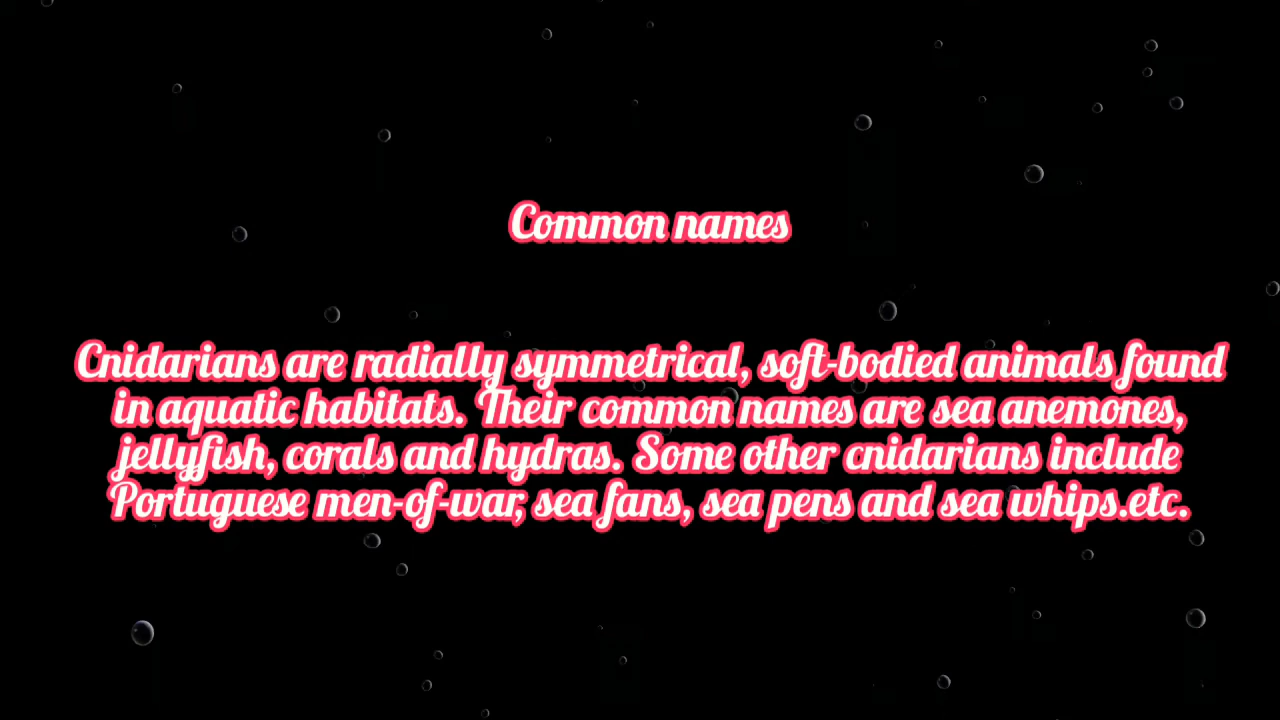 Common names
Cnidarians are radially symmetrical, soft-bodied animals found
in aquatic habitats. Their common names are sea anemones,
jellyfish, corals and hydras. Some other cnidarians include
Portuguese men-of-war, sea fans, sea pens and sea whips.etc.